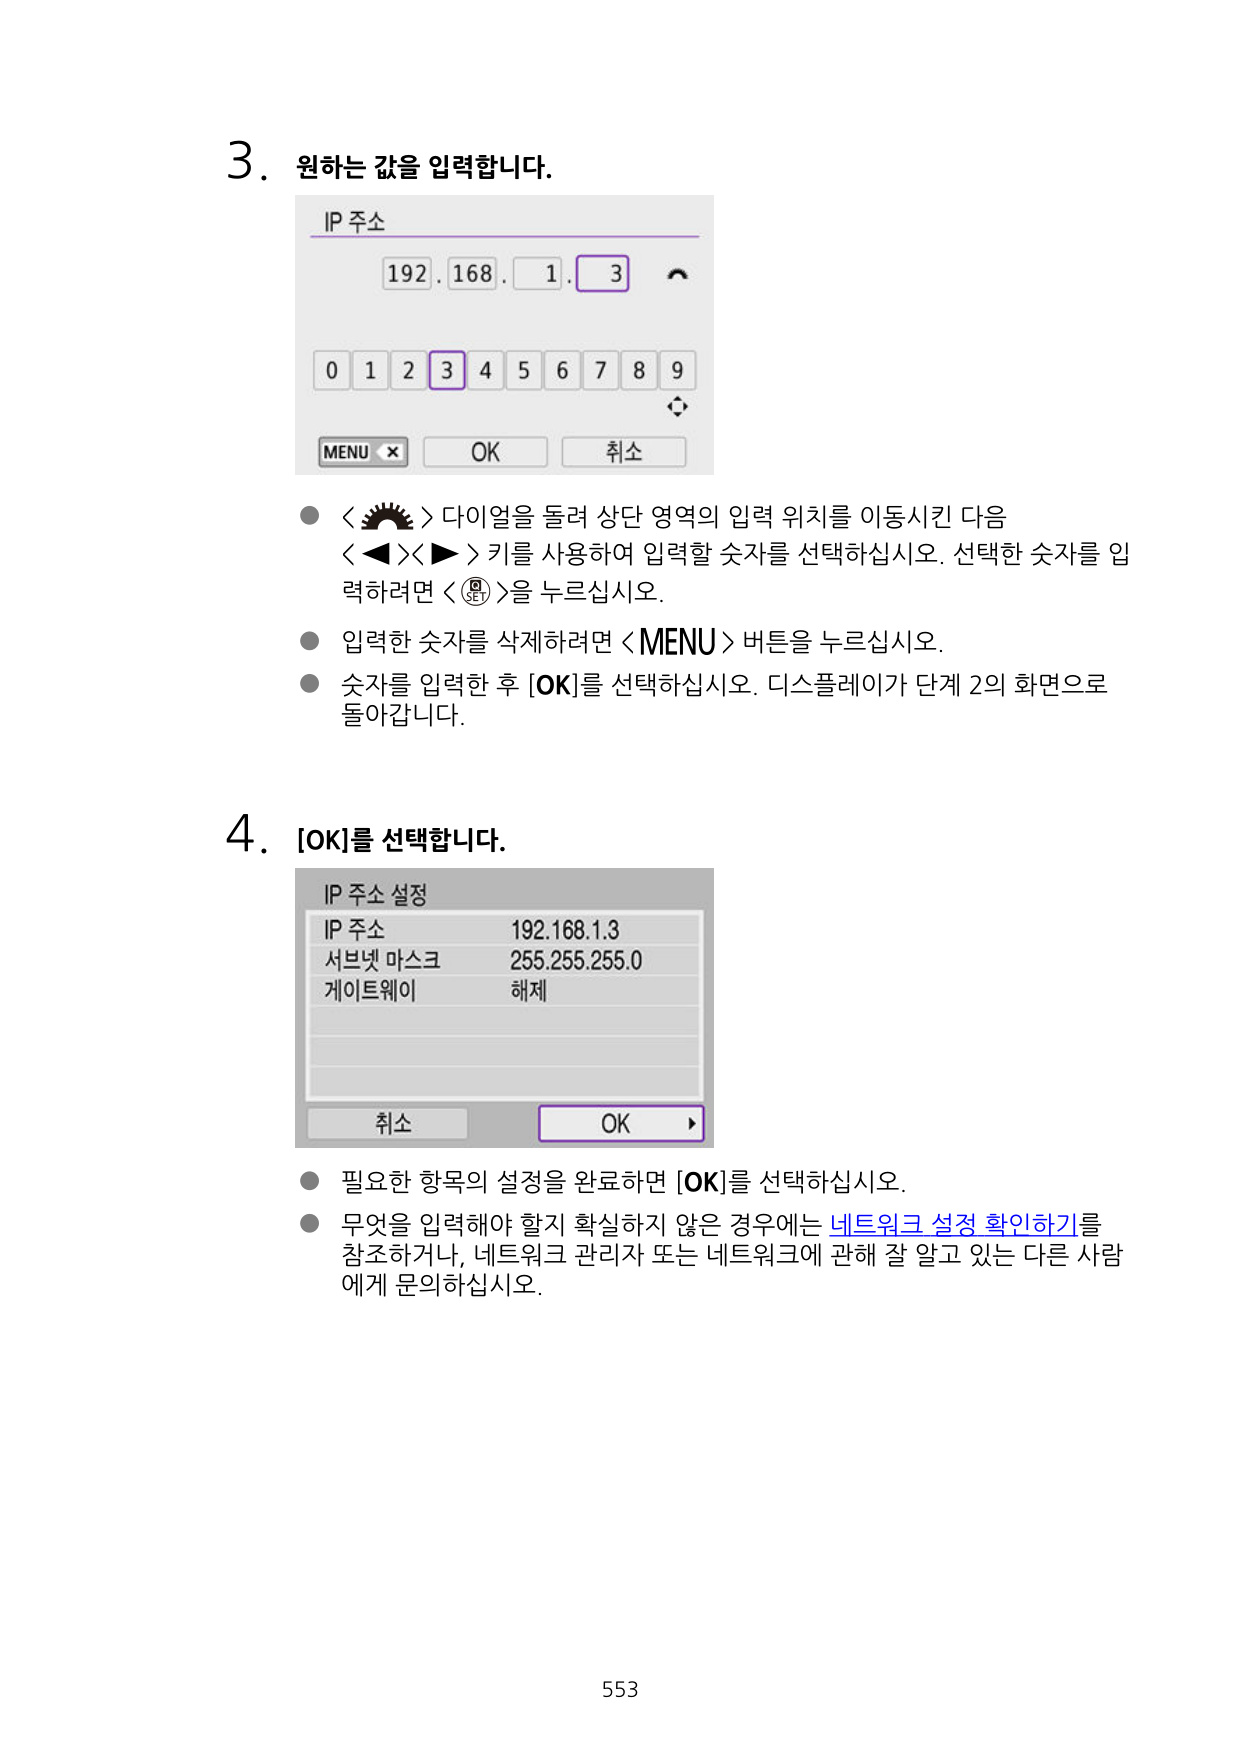 3. 원하는 값을 입력합니다.
IP 주소
192 . 168 . 1 . 3
0 1 2 3 4 5 6 7 8 9
MENU × OK 취소
● < > 다이얼을 돌려 상단 영역의 입력 위치를 이동시킨 다음
< ◀ >< ▶ > 키를 사용하여 입력할 숫자를 선택하십시오. 선택한 숫자를 입
력하려면 < Q SET >을 누르십시오.
● 입력한 숫자를 삭제하려면 < MENU > 버튼을 누르십시오.
● 숫자를 입력한 후 [OK]를 선택하십시오. 디스플레이가 단계 2의 화면으로
돌아갑니다.
4. [OK]를 선택합니다.
IP 주소 설정
IP 주소 192.168.1.3
서브넷 마스크 255.255.255.0
게이트웨이 해제
취소 OK
● 필요한 항목의 설정을 완료하면 [OK]를 선택하십시오.
● 무엇을 입력해야 할지 확실하지 않은 경우에는 네트워크 설정 확인하기를
참조하거나, 네트워크 관리자 또는 네트워크에 관해 잘 알고 있는 다른 사람
에게 문의하십시오.
553